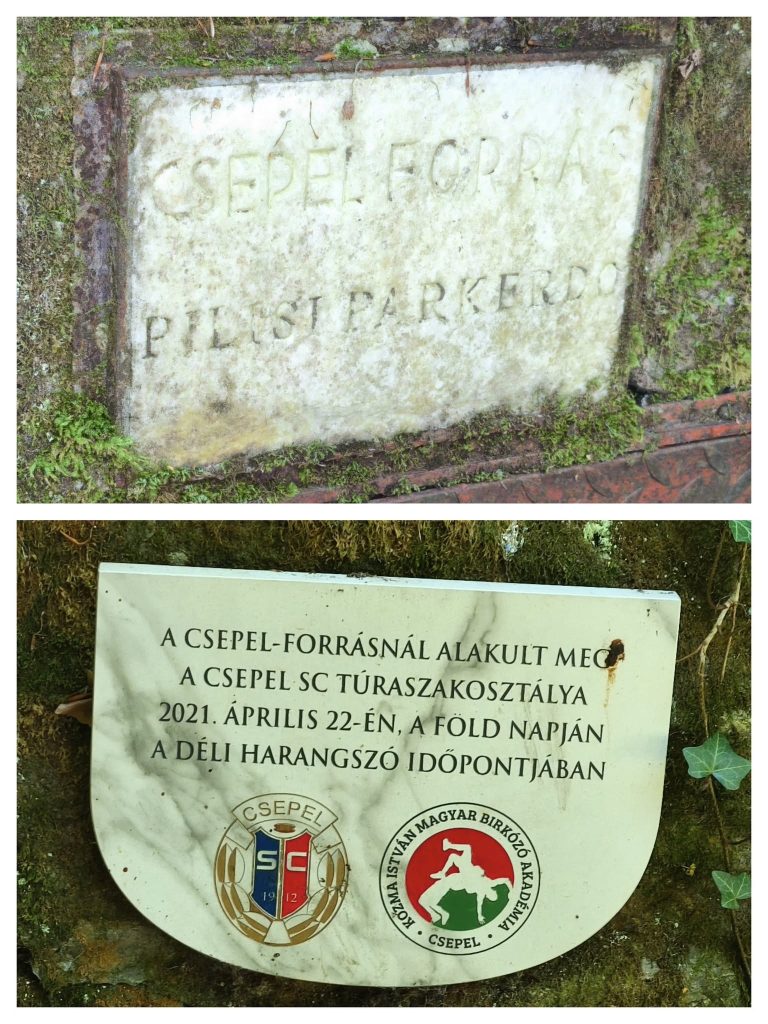 CSEPEL FORRÁS
PILISI PARKERDŐ
A CSEPEL-FORRÁSNÁL ALAKULT MEG
A CSEPEL SC TÚRASZAKOSZTÁLYA
2021. ÁPRILIS 22-ÉN, A FÖLD NAPJÁN
A DÉLI HARANGSZÓ IDŐPONTJÁBAN
CSEPEL
SC
1912
KOZMA ISTVÁN MAGYAR BIRKÓZÓ AKADÉMIA
• CSEPEL •